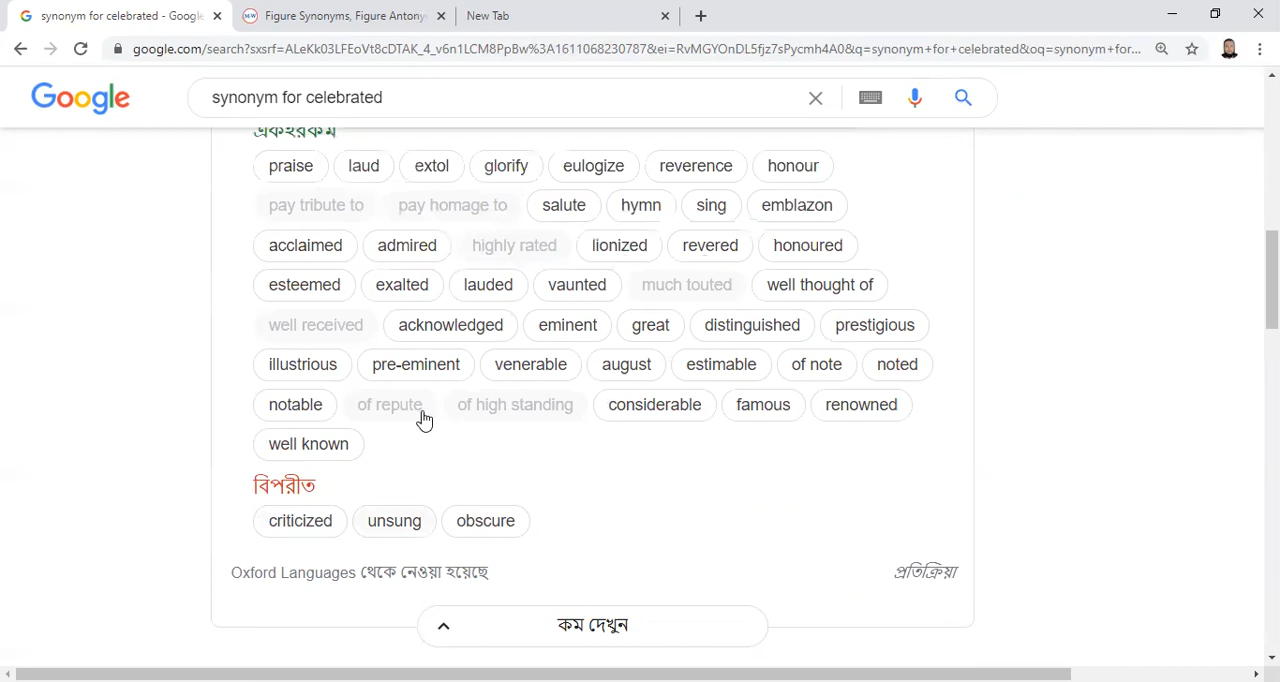 synonym for celebrated - Google
Figure Synonyms, Figure Antony
New Tab
google.com/search?sxsrf=ALeKk03LFEoVt8cDTAK_4_v6n1LCM8PpBw%3A1611068230787&ei=RvMGYOnDL5fjz7sPycmh4A0&q=synonym+for+celebrated&oq=synonym+for...
Google
synonym for celebrated
একইরকম
praise laud extol glorify eulogize reverence honour
pay tribute to pay homage to salute hymn sing emblazon
acclaimed admired highly rated lionized revered honoured
esteemed exalted lauded vaunted much touted well thought of
well received acknowledged eminent great distinguished prestigious
illustrious pre-eminent venerable august estimable of note noted
notable of repute of high standing considerable famous renowned
well known
বিপরীত
criticized unsung obscure
Oxford Languages থেকে নেওয়া হয়েছে
প্রতিক্রিয়া
কম দেখুন